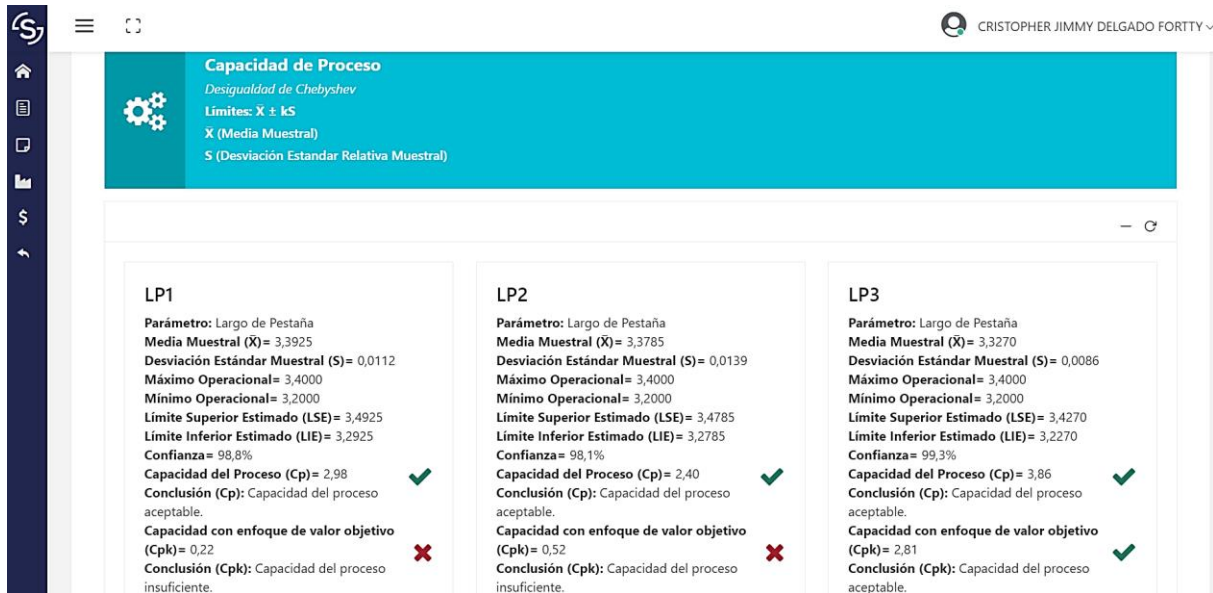 CRISTOPHER JIMMY DELGADO FORTTY
Capacidad de Proceso
Desigualdad de Chebyshev
Límites: X̄ ± kS
X̄ (Media Muestral)
S (Desviación Estandar Relativa Muestral)
LP1
Parámetro: Largo de Pestaña
Media Muestral (X̄)= 3,3925
Desviación Estándar Muestral (S)= 0,0112
Máximo Operacional= 3,4000
Mínimo Operacional= 3,2000
Límite Superior Estimado (LSE)= 3,4925
Límite Inferior Estimado (LIE)= 3,2925
Confianza= 98,8%
Capacidad del Proceso (Cp)= 2,98
Conclusión (Cp): Capacidad del proceso
aceptable.
Capacidad con enfoque de valor objetivo
(Cpk)= 0,22
Conclusión (Cpk): Capacidad del proceso
insuficiente.
LP2
Parámetro: Largo de Pestaña
Media Muestral (X̄)= 3,3785
Desviación Estándar Muestral (S)= 0,0139
Máximo Operacional= 3,4000
Mínimo Operacional= 3,2000
Límite Superior Estimado (LSE)= 3,4785
Límite Inferior Estimado (LIE)= 3,2785
Confianza= 98,1%
Capacidad del Proceso (Cp)= 2,40
Conclusión (Cp): Capacidad del proceso
aceptable.
Capacidad con enfoque de valor objetivo
(Cpk)= 0,52
Conclusión (Cpk): Capacidad del proceso
insuficiente.
LP3
Parámetro: Largo de Pestaña
Media Muestral (X̄)= 3,3270
Desviación Estándar Muestral (S)= 0,0086
Máximo Operacional= 3,4000
Mínimo Operacional= 3,2000
Límite Superior Estimado (LSE)= 3,4270
Límite Inferior Estimado (LIE)= 3,2270
Confianza= 99,3%
Capacidad del Proceso (Cp)= 3,86
Conclusión (Cp): Capacidad del proceso
aceptable.
Capacidad con enfoque de valor objetivo
(Cpk)= 2,81
Conclusión (Cpk): Capacidad del proceso
aceptable.